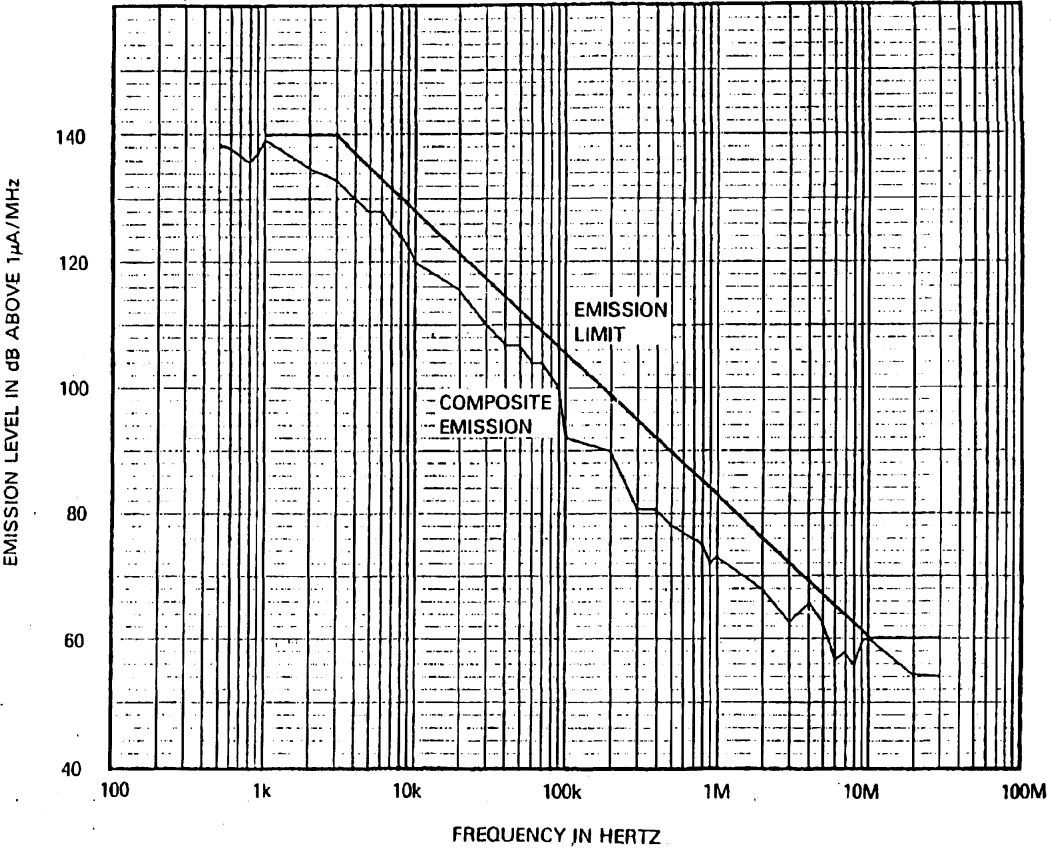 EMISSION LEVEL IN dB ABOVE 1µA/MHz
140
120
100
80
60
40
EMISSION
LIMIT
COMPOSITE
EMISSION
100
1k
10k
100k
1M
10M
100M
FREQUENCY IN HERTZ